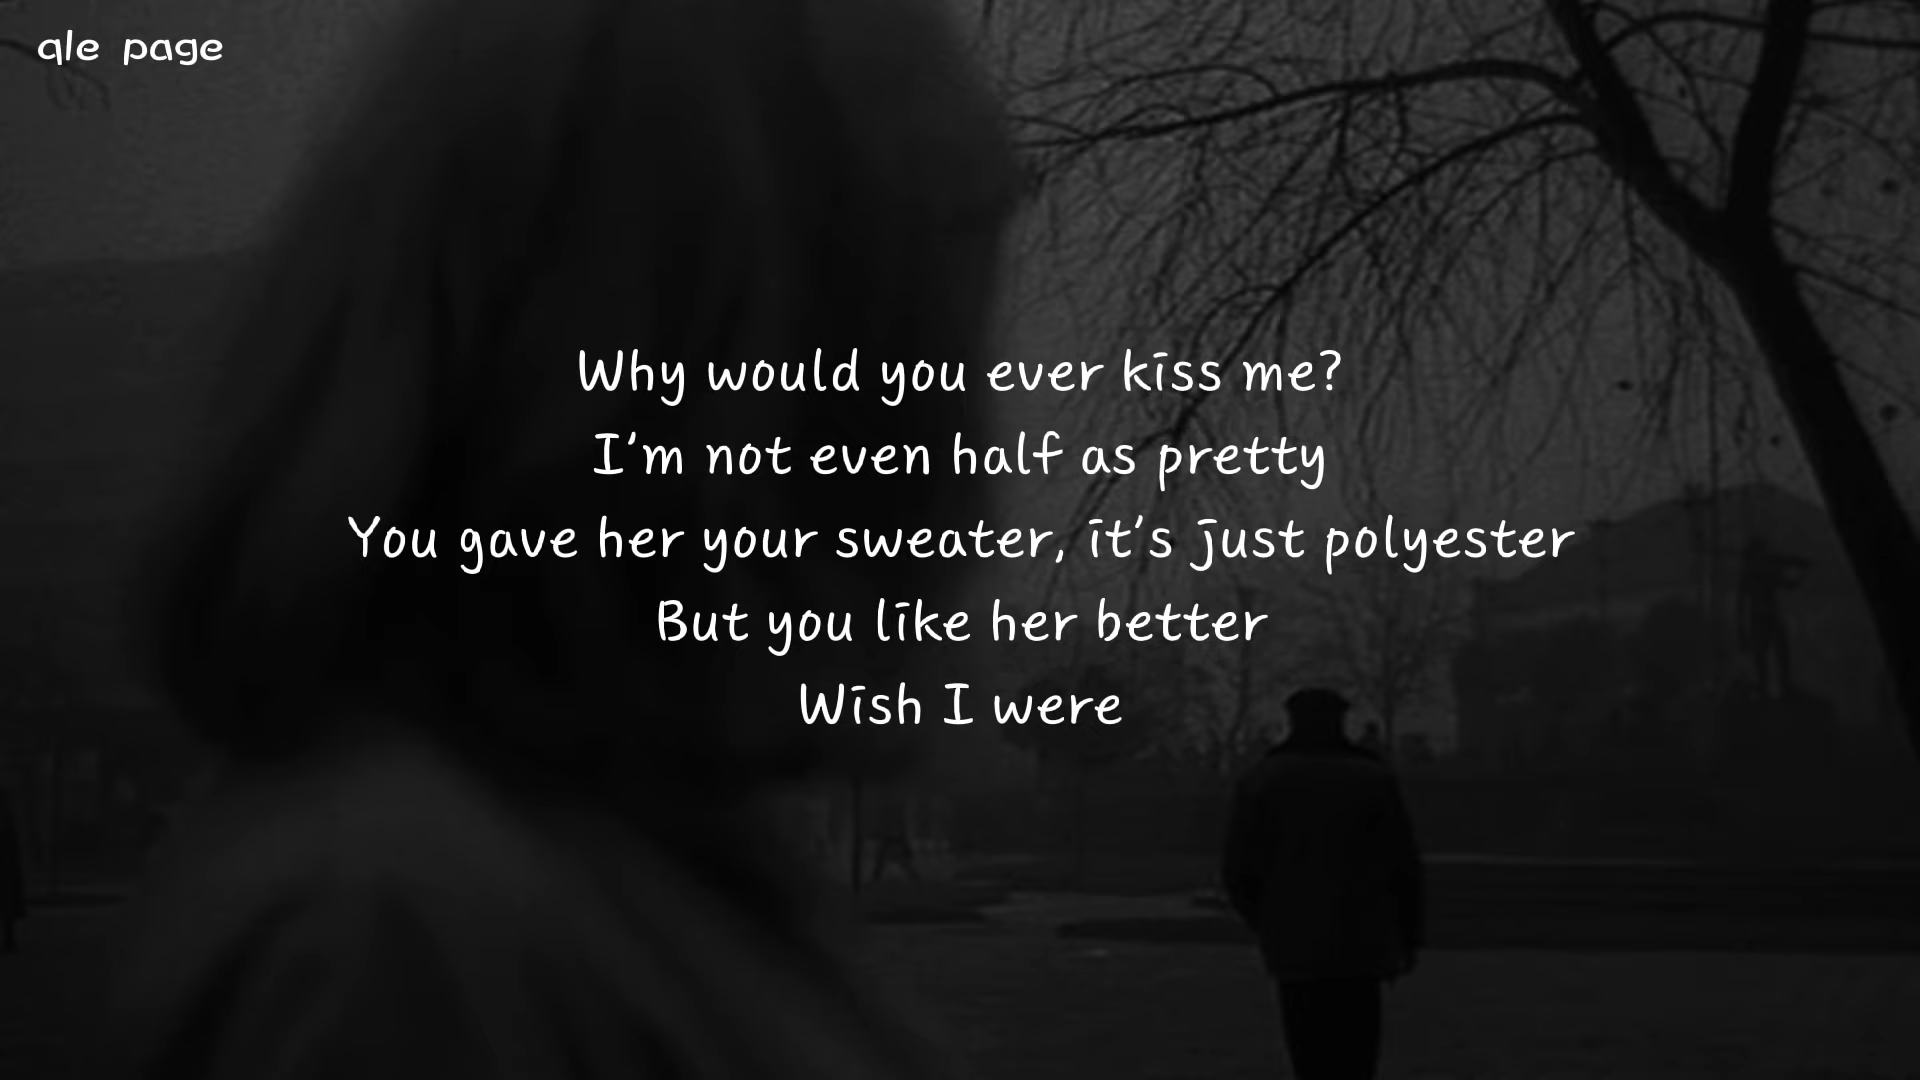 qle page
Why would you ever kiss me?
I'm not even half as pretty
You gave her your sweater, it's just polyester
But you like her better
Wish I were